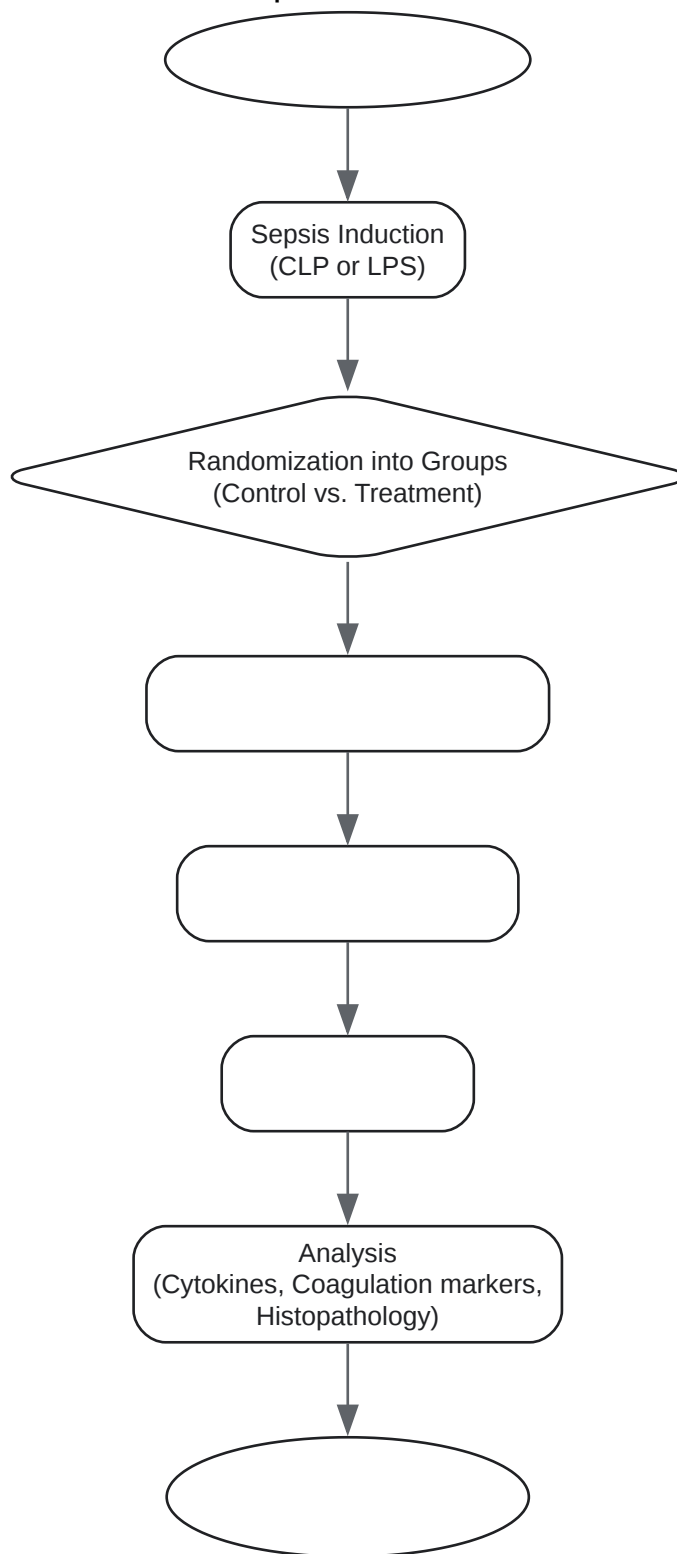 Sepsis Induction
(CLP or LPS)
Randomization into Groups
(Control vs. Treatment)
Analysis
(Cytokines, Coagulation markers,
Histopathology)